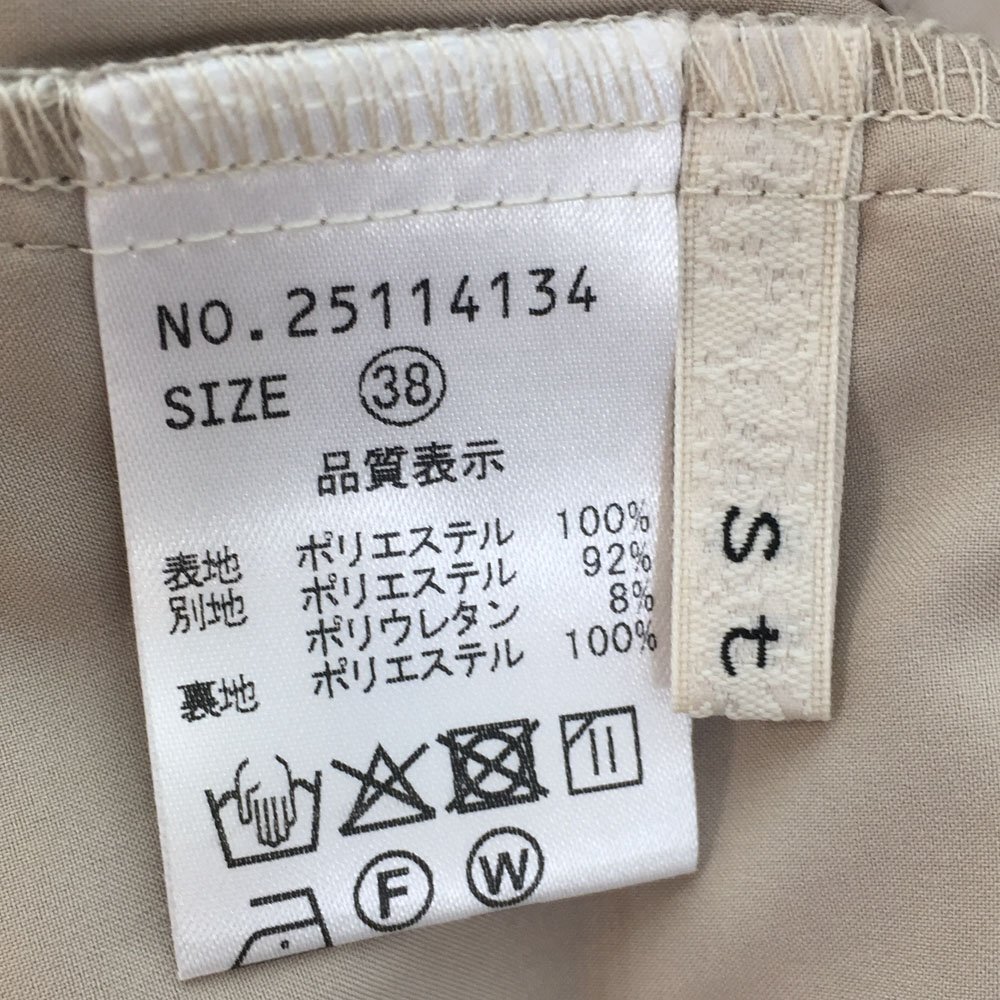 NO.25114134
SIZE 38
品質表示
表地 ポリエステル 100%
別地 ポリエステル 92%
ポリウレタン 8%
裏地 ポリエステル 100%
F W
st